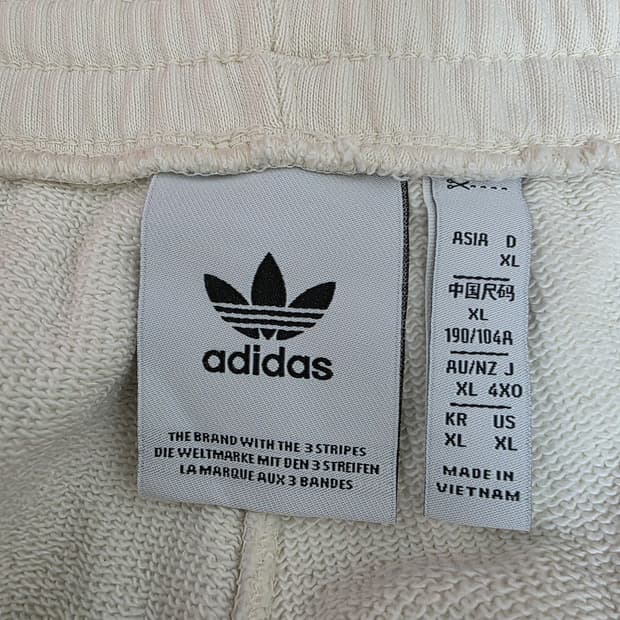 adidas
THE BRAND WITH THE 3 STRIPES
DIE WELTMARKE MIT DEN 3 STREIFEN
LA MARQUE AUX 3 BANDES
ASIA D
XL
中国尺码
XL
190/104A
AU/NZ J
XL 4XO
KR US
XL XL
MADE IN
VIETNAM